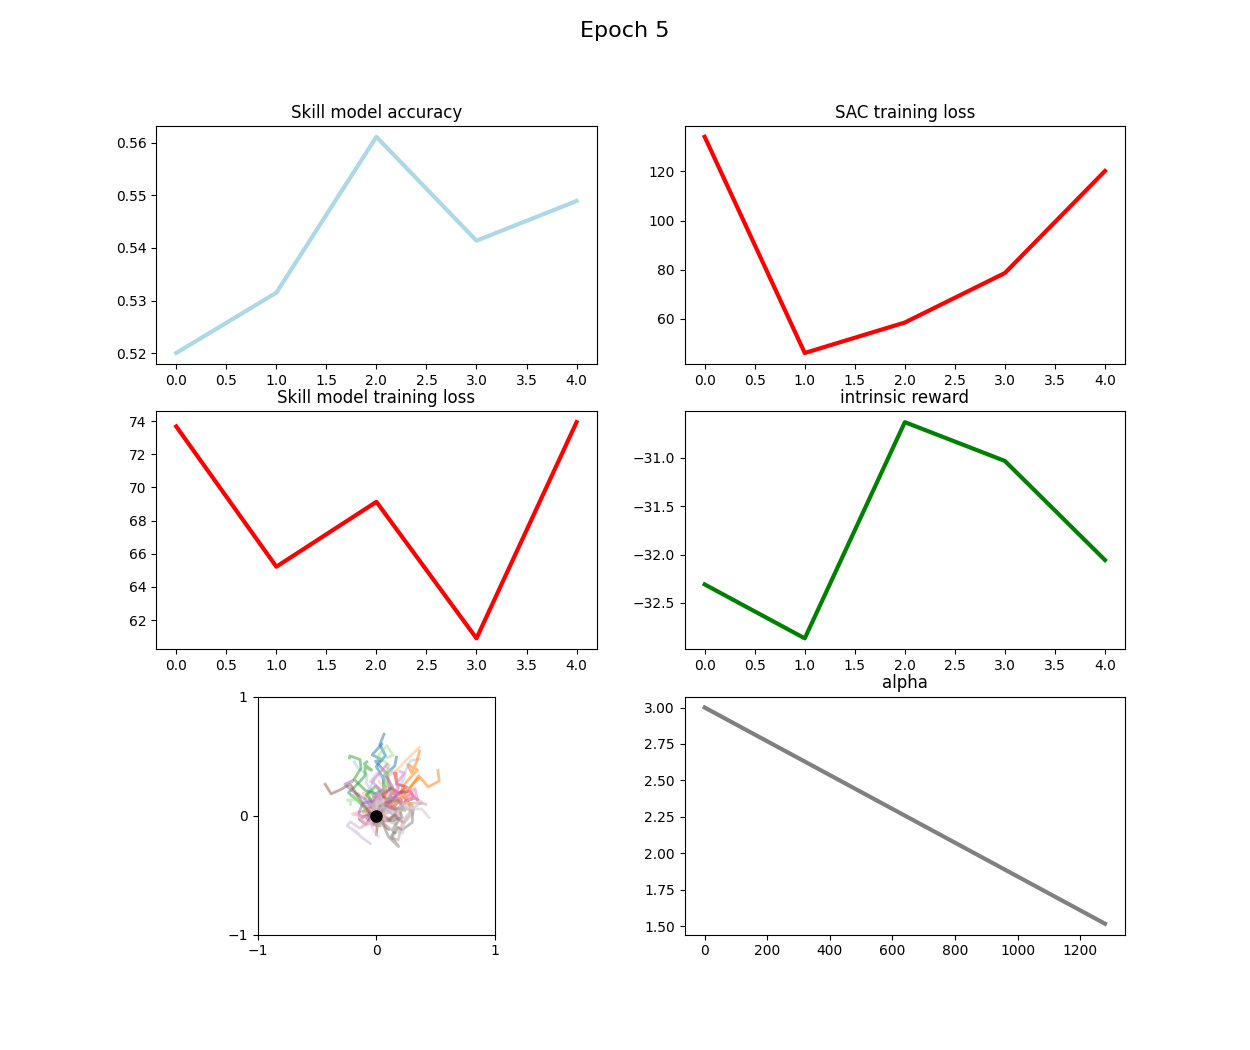 Epoch 5
Skill model accuracy
0.56
0.55
0.54
0.53
0.52
0.0 0.5 1.0 1.5 2.0 2.5 3.0 3.5 4.0
SAC training loss
120
100
80
60
0.0 0.5 1.0 1.5 2.0 2.5 3.0 3.5 4.0
Skill model training loss
74
72
70
68
66
64
62
0.0 0.5 1.0 1.5 2.0 2.5 3.0 3.5 4.0
intrinsic reward
−31.0
−31.5
−32.0
−32.5
0.0 0.5 1.0 1.5 2.0 2.5 3.0 3.5 4.0
1
0
−1
−1 0 1
alpha
3.00
2.75
2.50
2.25
2.00
1.75
1.50
0 200 400 600 800 1000 1200